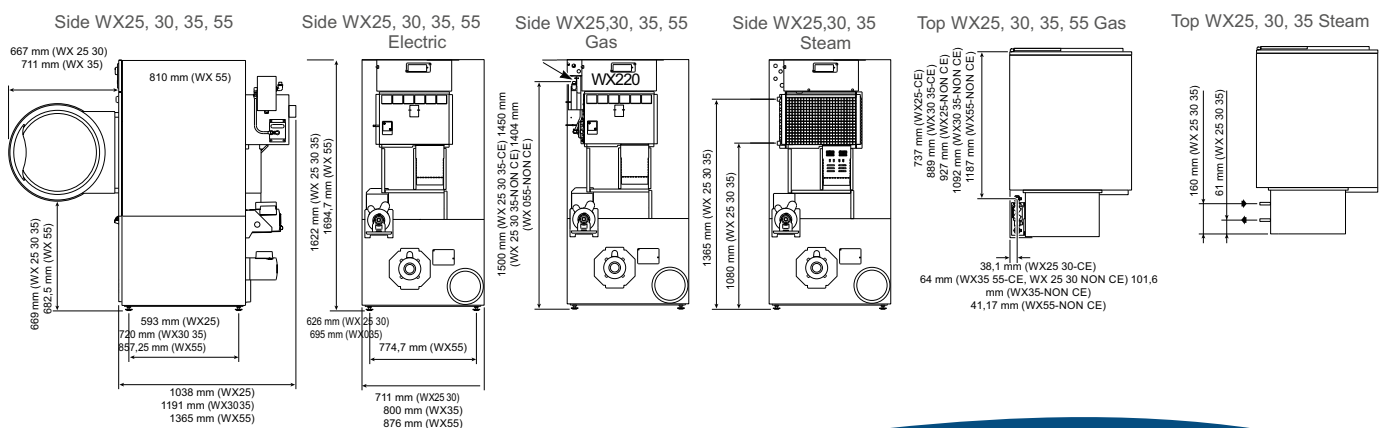 Side WX25, 30, 35, 55
667 mm (WX 25 30)
711 mm (WX 35)
810 mm (WX 55)
669 mm (WX 25 30 35)
682,5 mm (WX 55)
593 mm (WX25)
720 mm (WX30 35)
857,25 mm (WX55)
1038 mm (WX25)
1191 mm (WX3035)
1365 mm (WX55)
Side WX25, 30, 35, 55
Electric
1622 mm (WX 25 30 35)
1694,7 mm (WX 55)
626 mm (WX 25 30)
695 mm (WX035)
774,7 mm (WX55)
711 mm (WX25 30)
800 mm (WX35)
876 mm (WX55)
Side WX25,30, 35, 55
Gas
WX220
1500 mm (WX 25 30 35-CE) 1450 mm
(WX 25 30 35-NON CE) 1404 mm
(WX 055-NON CE)
Side WX25,30, 35
Steam
1365 mm (WX 25 30 35)
1080 mm (WX 25 30 35)
Top WX25, 30, 35, 55 Gas
737 mm (WX25-CE)
889 mm (WX30 35-CE)
927 mm (WX25-NON CE)
1092 mm (WX30 35-NON CE)
1187 mm (WX55-NON CE)
38,1 mm (WX25 30-CE)
64 mm (WX35 55-CE, WX 25 30 NON CE) 101,6
mm (WX35-NON CE)
41,17 mm (WX55-NON CE)
Top WX25, 30, 35 Steam
160 mm (WX 25 30 35)
61 mm (WX 25 30 35)